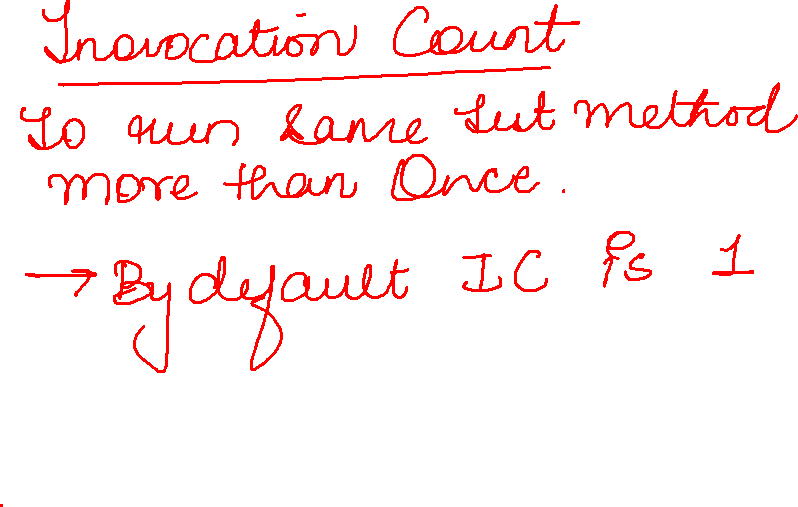 Invocation Count
To run same test method
more than Once.
→ By default IC is 1